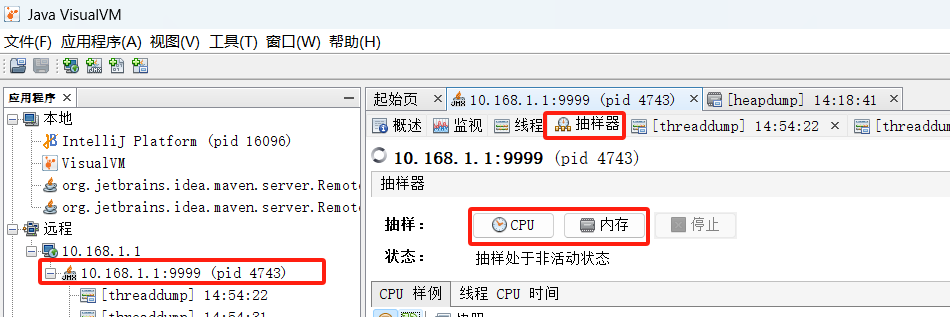 Java VisualVM
文件(F) 应用程序(A) 视图(V) 工具(T) 窗口(W) 帮助(H)
应用程序
本地
IntelliJ Platform (pid 16096)
VisualVM
org.jetbrains.idea.maven.server.Remot
org.jetbrains.idea.maven.server.Remot
远程
10.168.1.1
10.168.1.1:9999 (pid 4743)
[threaddump] 14:54:22
[threaddump] 14:54:31
起始页 10.168.1.1:9999 (pid 4743) [heapdump] 14:18:41
概述 监视 线程 抽样器 [threaddump] 14:54:22 [threaddum
10.168.1.1:9999 (pid 4743)
抽样器
抽样： CPU 内存 停止
状态： 抽样处于非活动状态
CPU 样例 线程 CPU 时间
快照